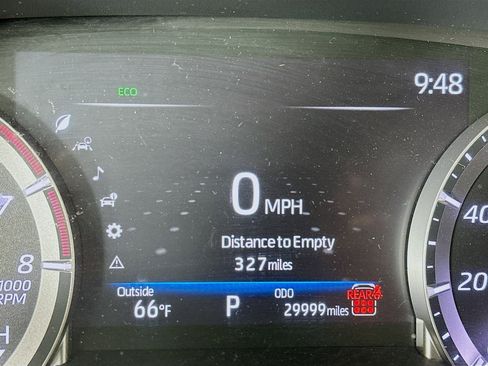 ECO
9:48
0 MPH
Distance to Empty
327 miles
8
x1000
RPM
H
40
20
Outside
66°F
P
ODO
29999 miles
REAR